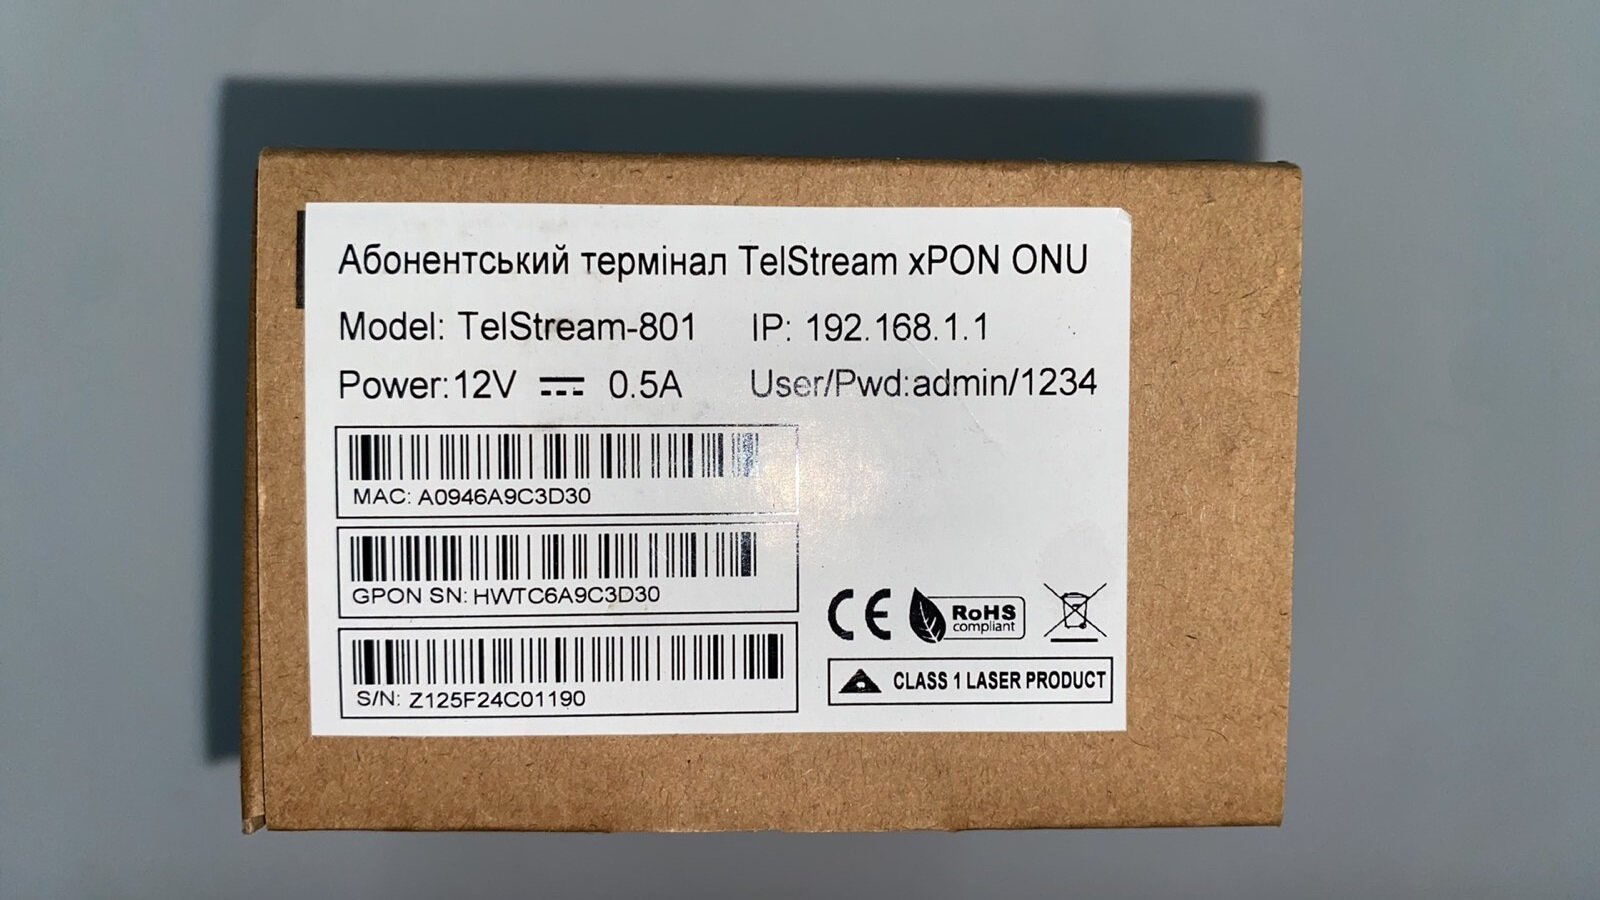 Абонентський термінал TelStream xPON ONU
Model: TelStream-801 IP: 192.168.1.1
Power:12V 0.5A User/Pwd:admin/1234
MAC: A0946A9C3D30
GPON SN: HWTC6A9C3D30
S/N: Z125F24C01190
CE RoHS
compliant
CLASS 1 LASER PRODUCT